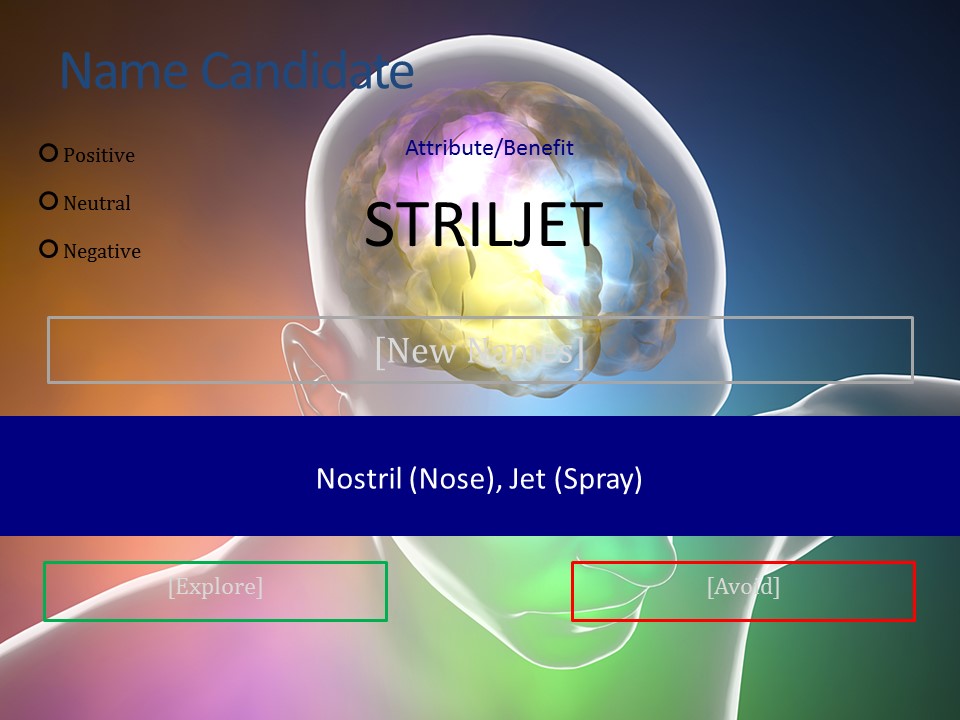 Name Candidate
Positive
Neutral
Negative
Attribute/Benefit
STRILJET
[New Names]
Nostril (Nose), Jet (Spray)
[Explore]
[Avoid]